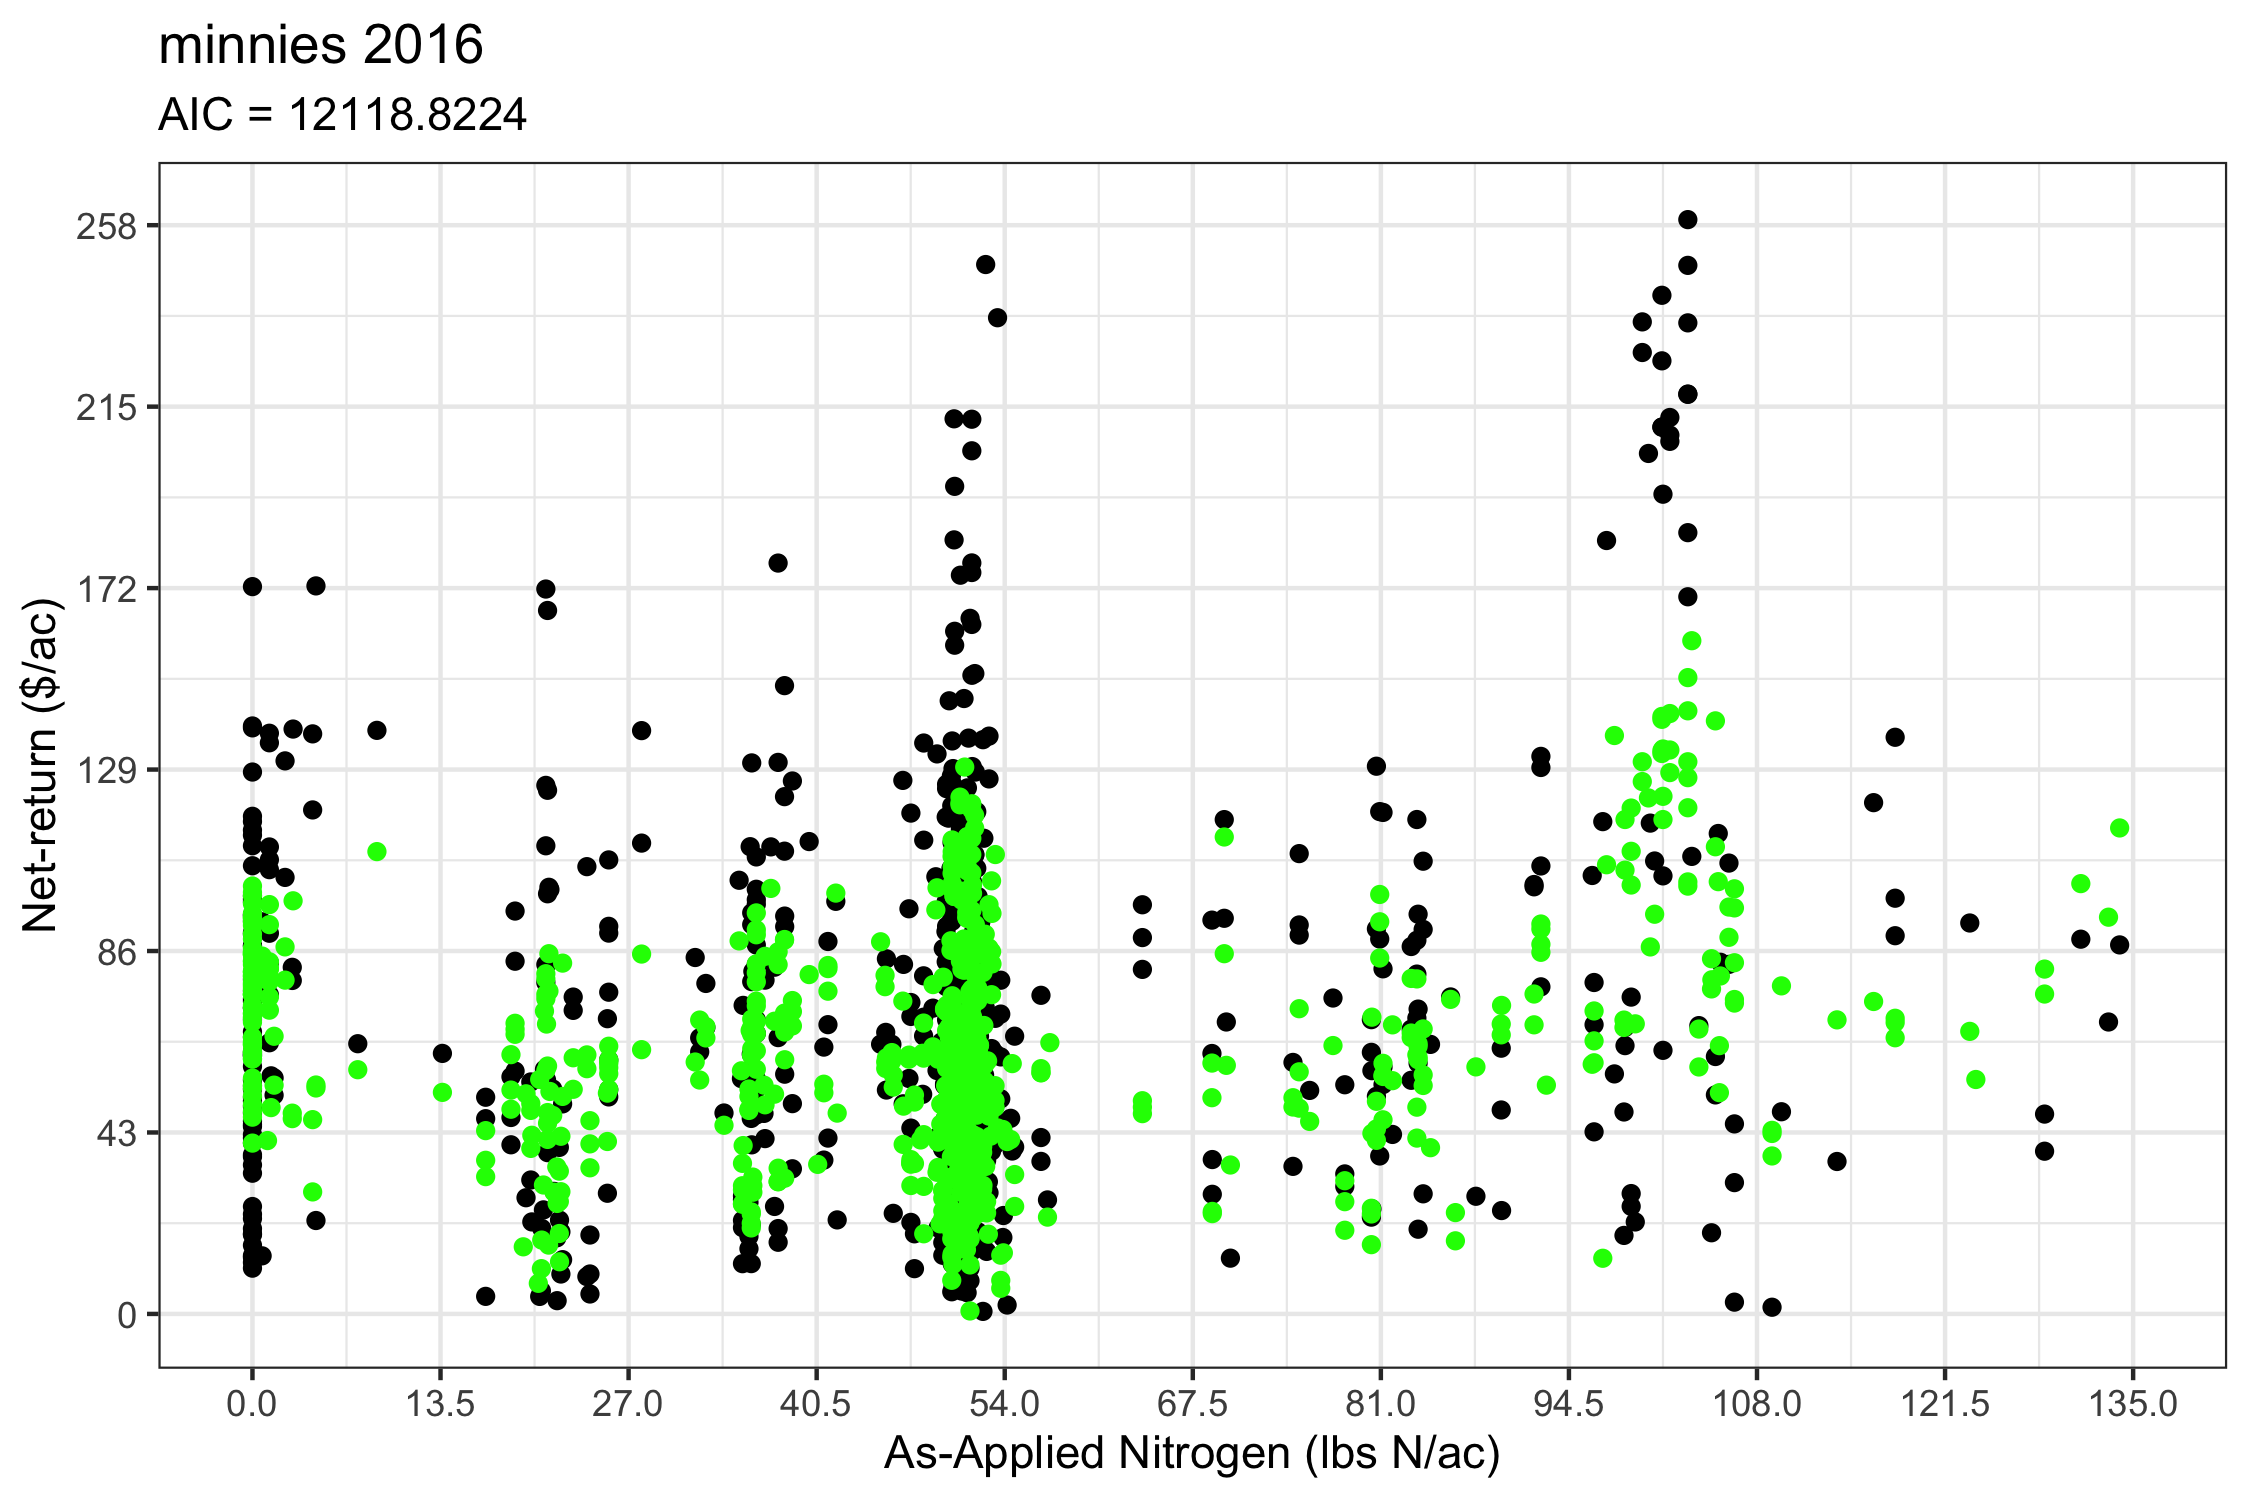 minnies 2016
AIC = 12118.8224
Net-return ($/ac)
258
215
172
129
86
43
0
0.0 13.5 27.0 40.5 54.0 67.5 81.0 94.5 108.0 121.5 135.0
As-Applied Nitrogen (lbs N/ac)